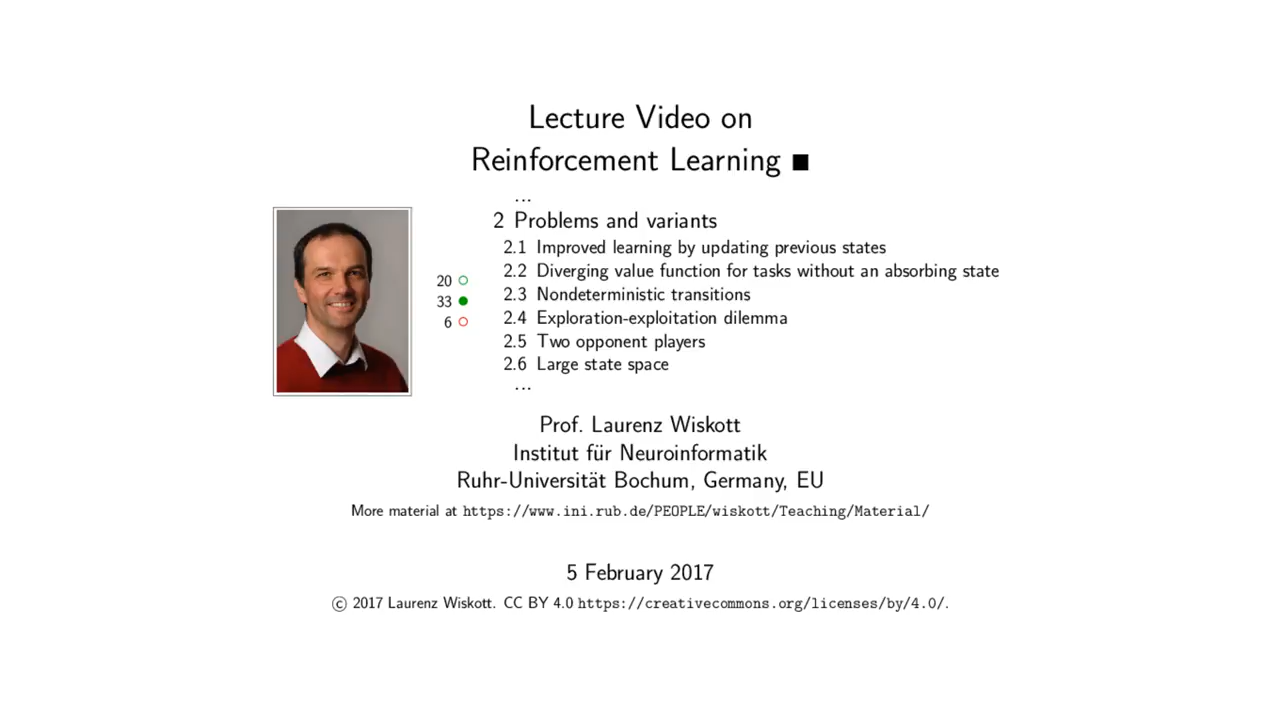 Lecture Video on
Reinforcement Learning ■
...
2 Problems and variants
2.1 Improved learning by updating previous states
2.2 Diverging value function for tasks without an absorbing state
2.3 Nondeterministic transitions
2.4 Exploration-exploitation dilemma
2.5 Two opponent players
2.6 Large state space
...
20
33
6
Prof. Laurenz Wiskott
Institut für Neuroinformatik
Ruhr-Universität Bochum, Germany, EU
More material at https://www.ini.rub.de/PEOPLE/wiskott/Teaching/Material/
5 February 2017
© 2017 Laurenz Wiskott. CC BY 4.0 https://creativecommons.org/licenses/by/4.0/.